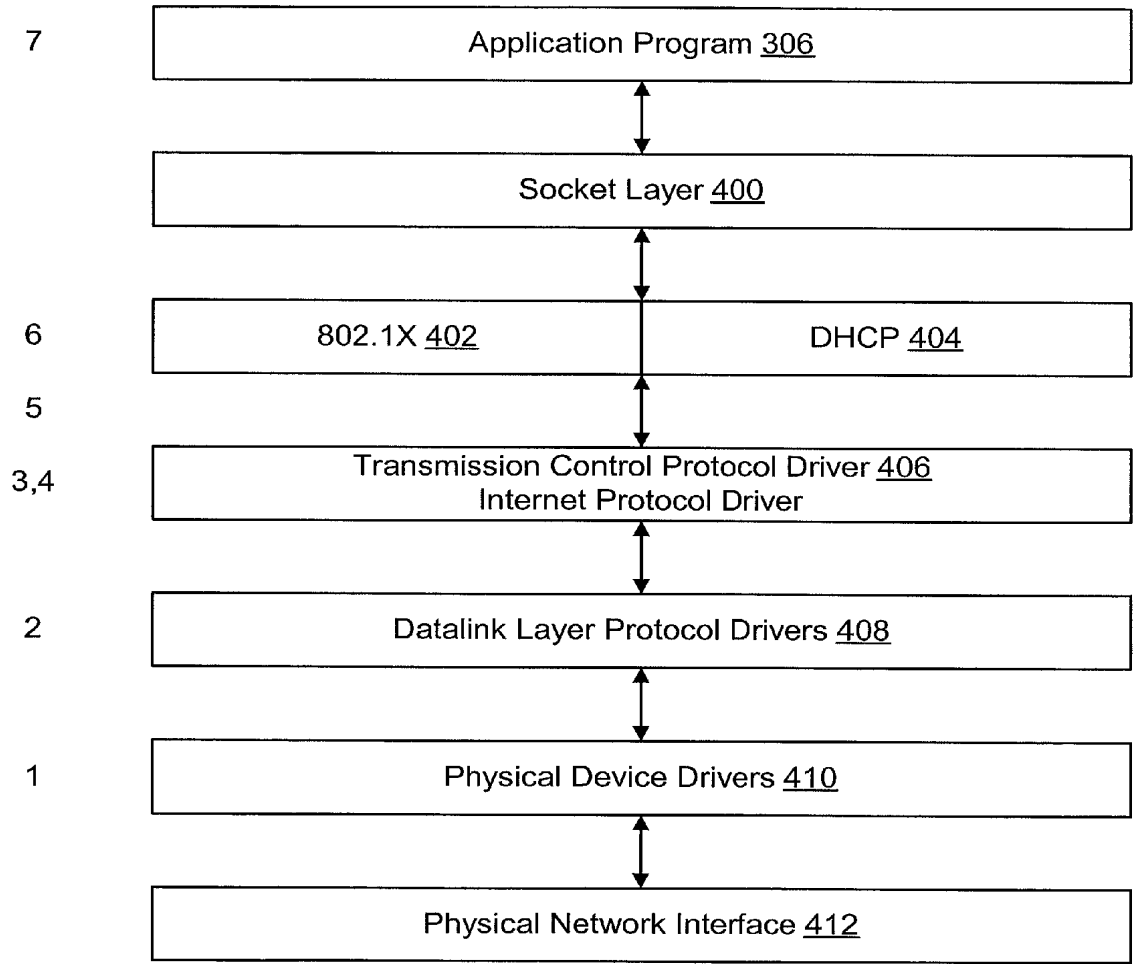 7
Application Program 306
Socket Layer 400
6
802.1X 402
DHCP 404
5
3,4
Transmission Control Protocol Driver 406
Internet Protocol Driver
2
Datalink Layer Protocol Drivers 408
1
Physical Device Drivers 410
Physical Network Interface 412